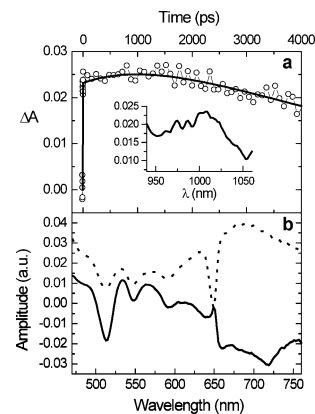 Time (ps)
0 1000 2000 3000 4000
0.03
0.02
0.01
0.00
ΔA
a
0.025
0.020
0.015
0.010
950 1000 1050
λ (nm)
b
0.04
0.03
0.02
0.01
0.00
-0.01
-0.02
-0.03
Amplitude (a.u.)
500 550 600 650 700 750
Wavelength (nm)